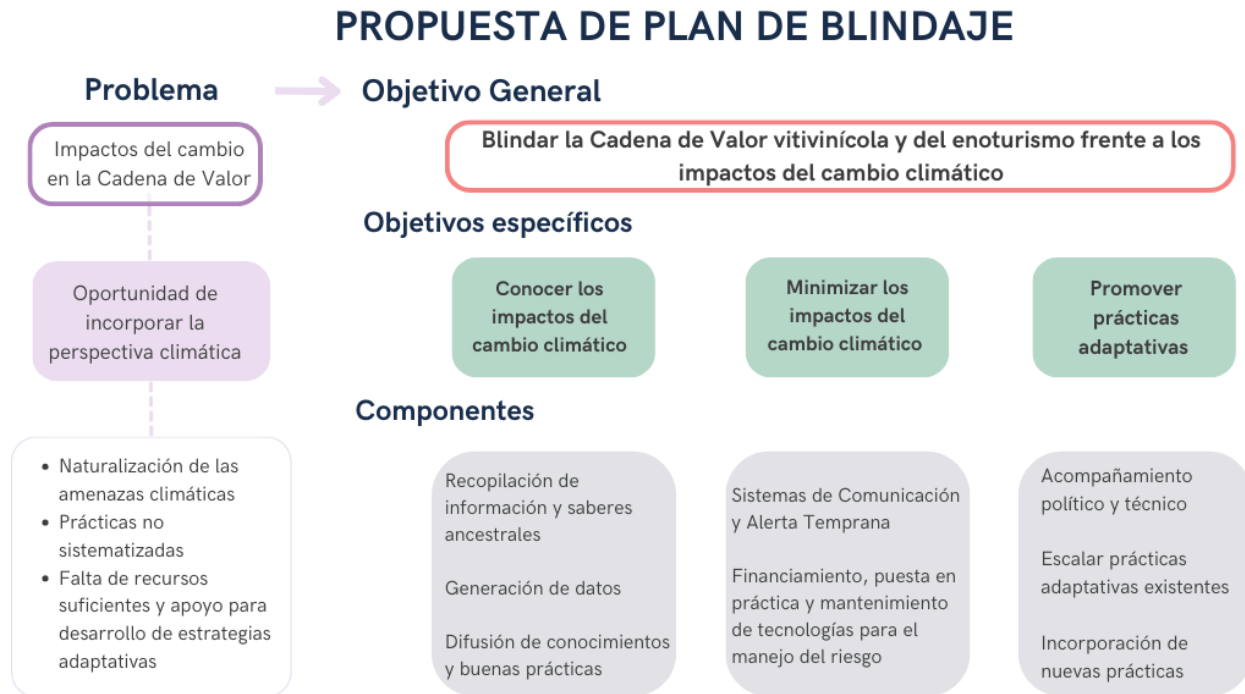 PROPUESTA DE PLAN DE BLINDAJE
Problema
Impactos del cambio
en la Cadena de Valor
Oportunidad de
incorporar la
perspectiva climática
• Naturalización de las
amenazas climáticas
• Prácticas no
sistematizadas
• Falta de recursos
suficientes y apoyo para
desarrollo de estrategias
adaptativas
Objetivo General
Blindar la Cadena de Valor vitivinícola y del enoturismo frente a los
impactos del cambio climático
Objetivos específicos
Conocer los
impactos del
cambio climático
Minimizar los
impactos del
cambio climático
Promover
prácticas
adaptativas
Componentes
Recopilación de
información y saberes
ancestrales
Generación de datos
Difusión de conocimientos
y buenas prácticas
Sistemas de Comunicación
y Alerta Temprana
Financiamiento, puesta en
práctica y mantenimiento
de tecnologías para el
manejo del riesgo
Acompañamiento
político y técnico
Escalar prácticas
adaptativas existentes
Incorporación de
nuevas prácticas